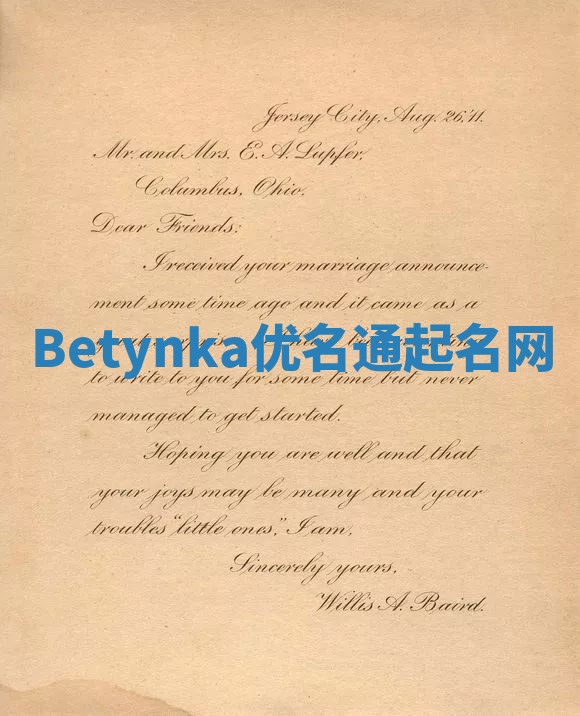 Jersey City, Aug. 26,'11.
Mr. and Mrs. E. A. Lupfer,
Columbus, Ohio.
Dear Friends:
I received your marriage announce-
ment some time ago and it came as a
Betynka优名通起名网
to write to you for some time but never
managed to get started.
Hoping you are well and that
your joys may be many and your
troubles "little ones," I am,
Sincerely yours,
Willis A. Baird.